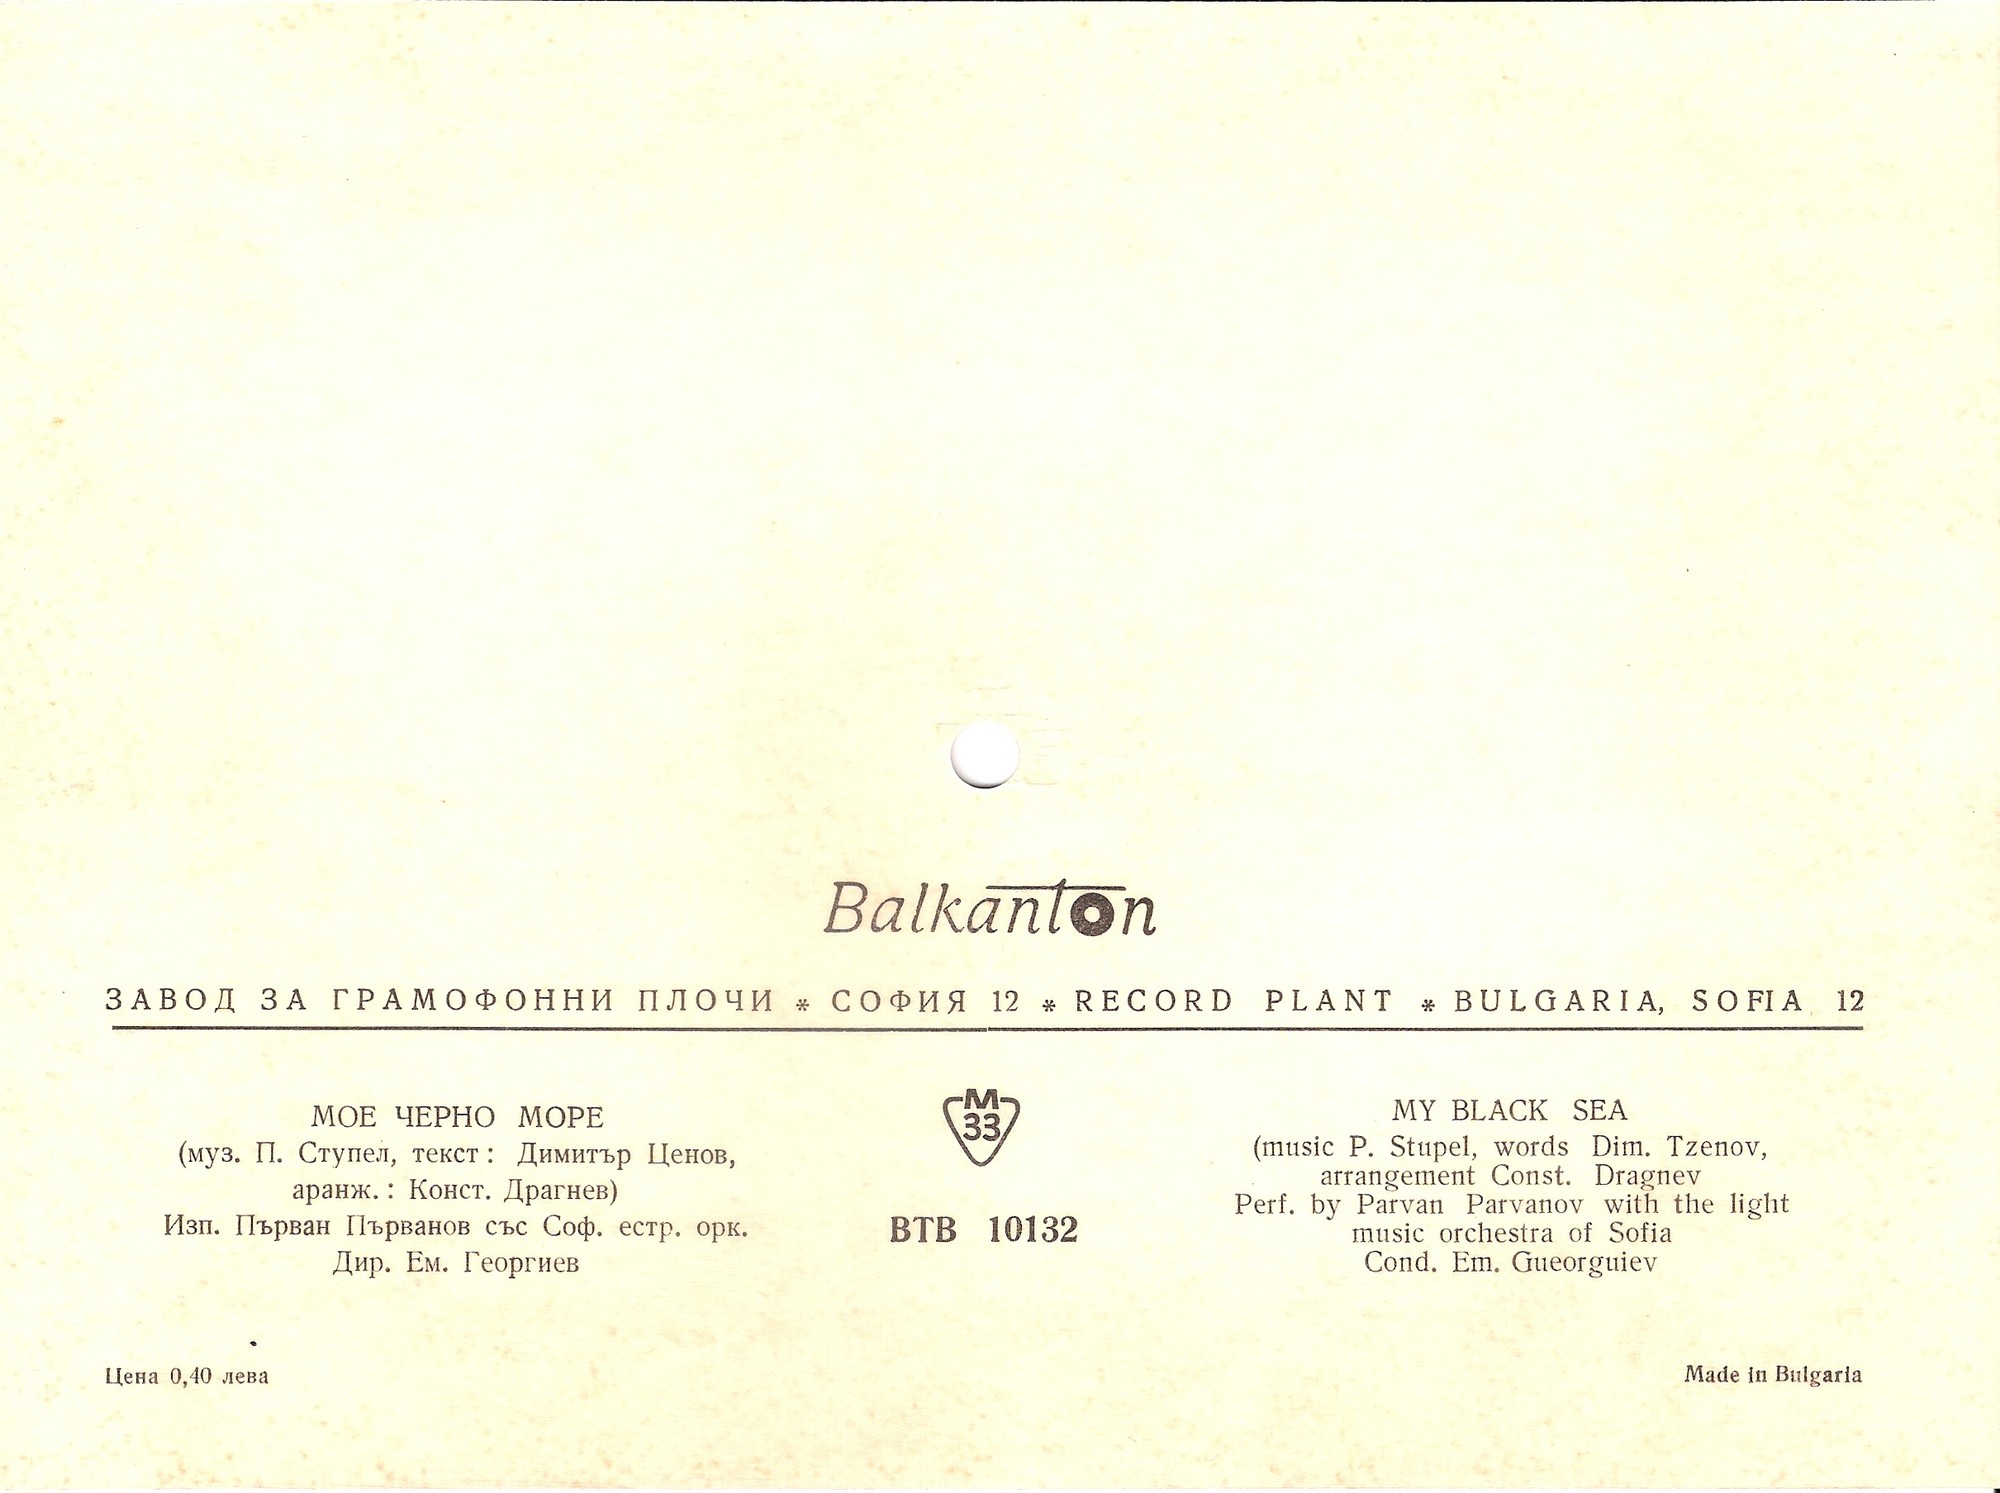 Balkanton
ЗАВОД ЗА ГРАМОФОННИ ПЛОЧИ * СОФИЯ 12 * RECORD PLANT * BULGARIA, SOFIA 12
МОЕ ЧЕРНО МОРЕ
(муз. П. Ступел, текст : Димитър Ценов,
аранж. : Конст. Драгнев)
Изп. Първан Първанов със Соф. естр. орк.
Дир. Ем. Георгиев
М
33
ВТВ 10132
MY BLACK SEA
(music P. Stupel, words Dim. Tzenov,
arrangement Const. Dragnev
Perf. by Parvan Parvanov with the light
music orchestra of Sofia
Cond. Em. Gueorguiev
Цена 0,40 лева
Made in Bulgaria